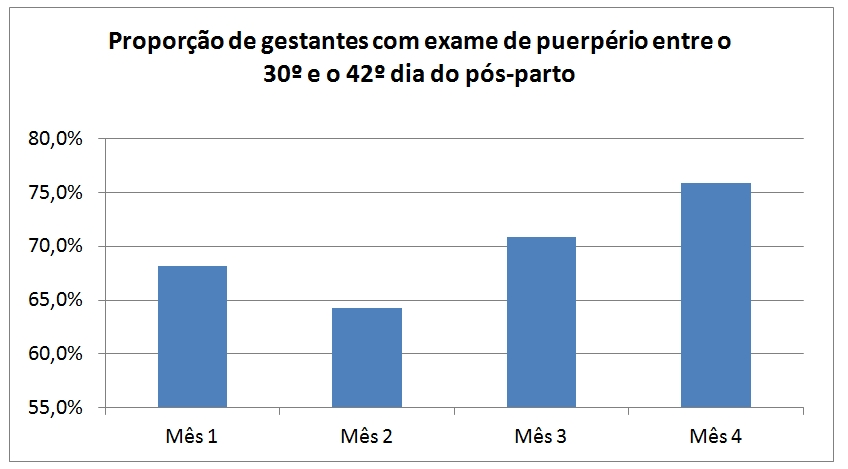 Proporção de gestantes com exame de puerpério entre o
30º e o 42º dia do pós-parto
80,0%
75,0%
70,0%
65,0%
60,0%
55,0%
Mês 1 Mês 2 Mês 3 Mês 4